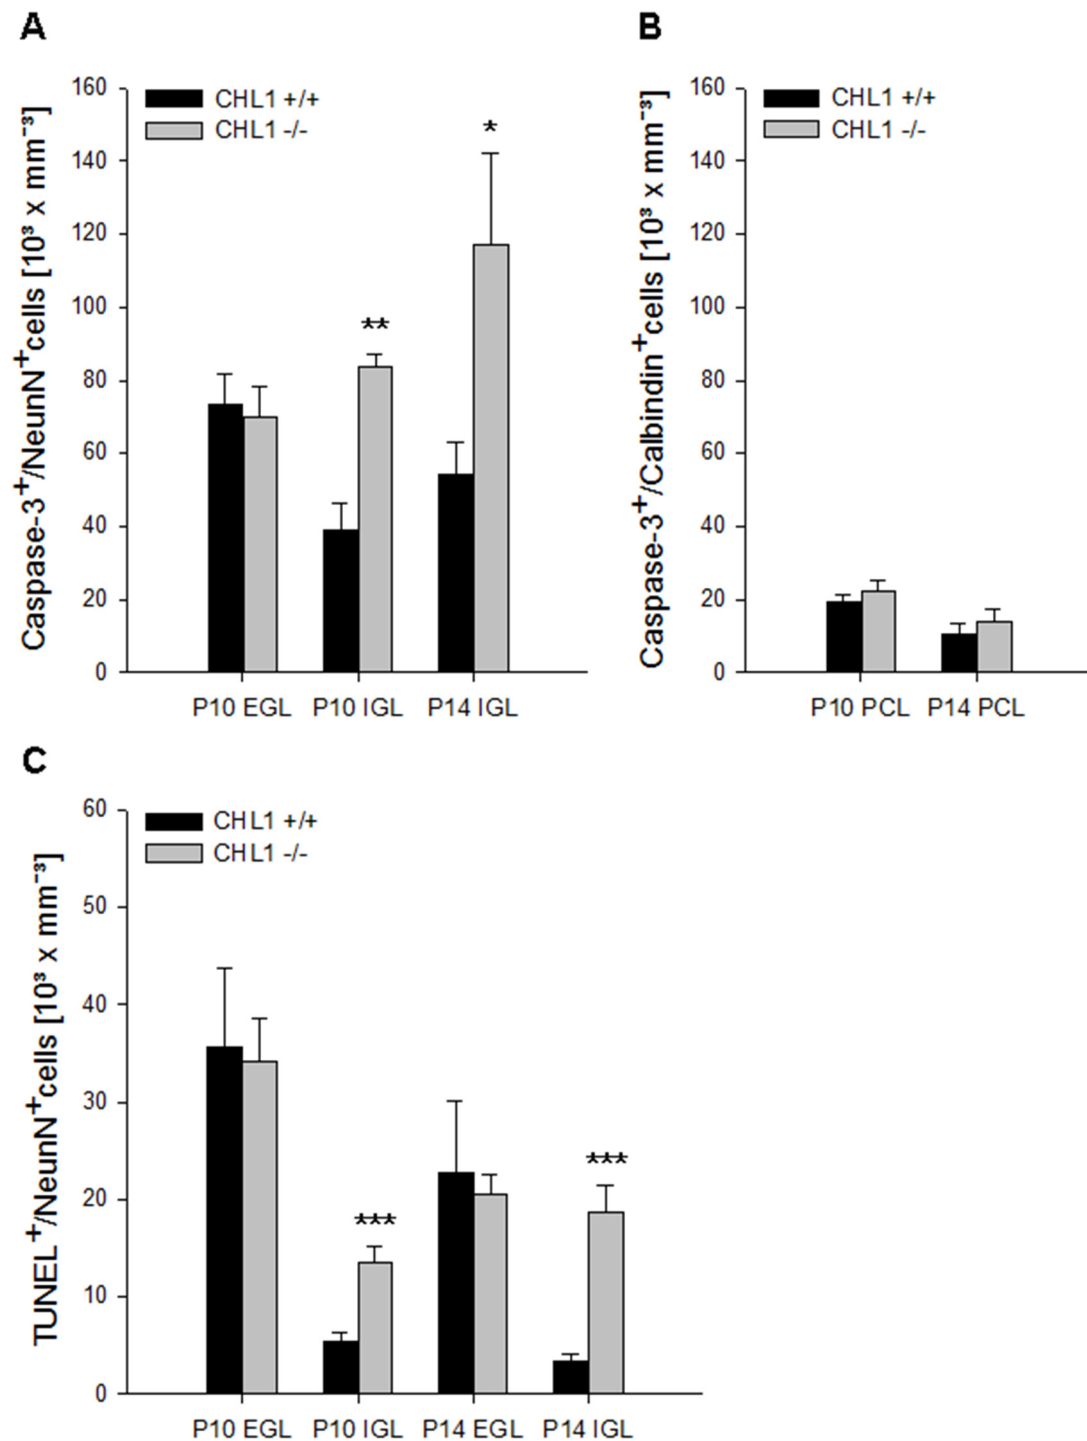 A
Caspase-3⁺/NeunN⁺cells [10³ x mm⁻³]
160
140
120
100
80
60
40
20
0
CHL1 +/+
CHL1 -/-
*
**
P10 EGL P10 IGL P14 IGL
B
Caspase-3⁺/Calbindin⁺cells [10³ x mm⁻³]
160
140
120
100
80
60
40
20
0
CHL1 +/+
CHL1 -/-
P10 PCL P14 PCL
C
TUNEL⁺/NeunN⁺cells [10³ x mm⁻³]
60
50
40
30
20
10
0
CHL1 +/+
CHL1 -/-
***
***
P10 EGL P10 IGL P14 EGL P14 IGL